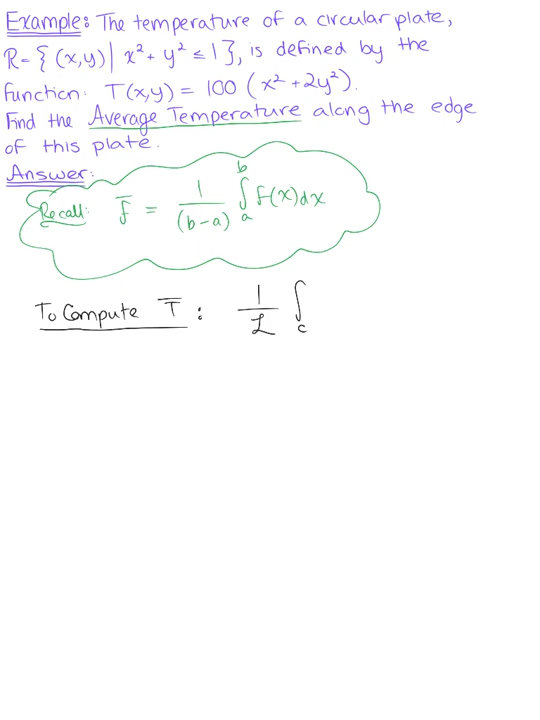 Example: The temperature of a circular plate,
R = { (x,y) | x² + y² ≤ 1 }, is defined by the
function: T(x,y) = 100 ( x² + 2y² ).
Find the Average Temperature along the edge
of this plate.
Answer:
Recall: f̅ = 1/(b-a) ∫_a^b f(x)dx
To Compute T̅ : 1/L ∫_C